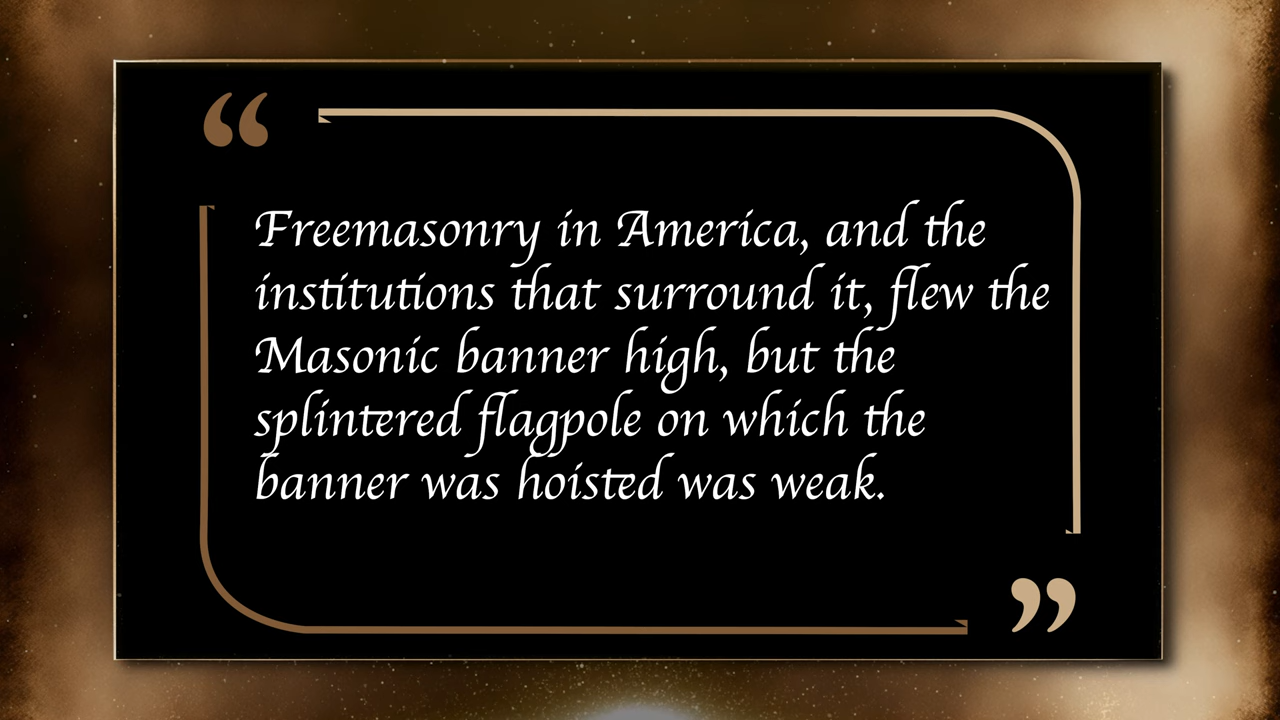 “
Freemasonry in America, and the
institutions that surround it, flew the
Masonic banner high, but the
splintered flagpole on which the
banner was hoisted was weak.
”